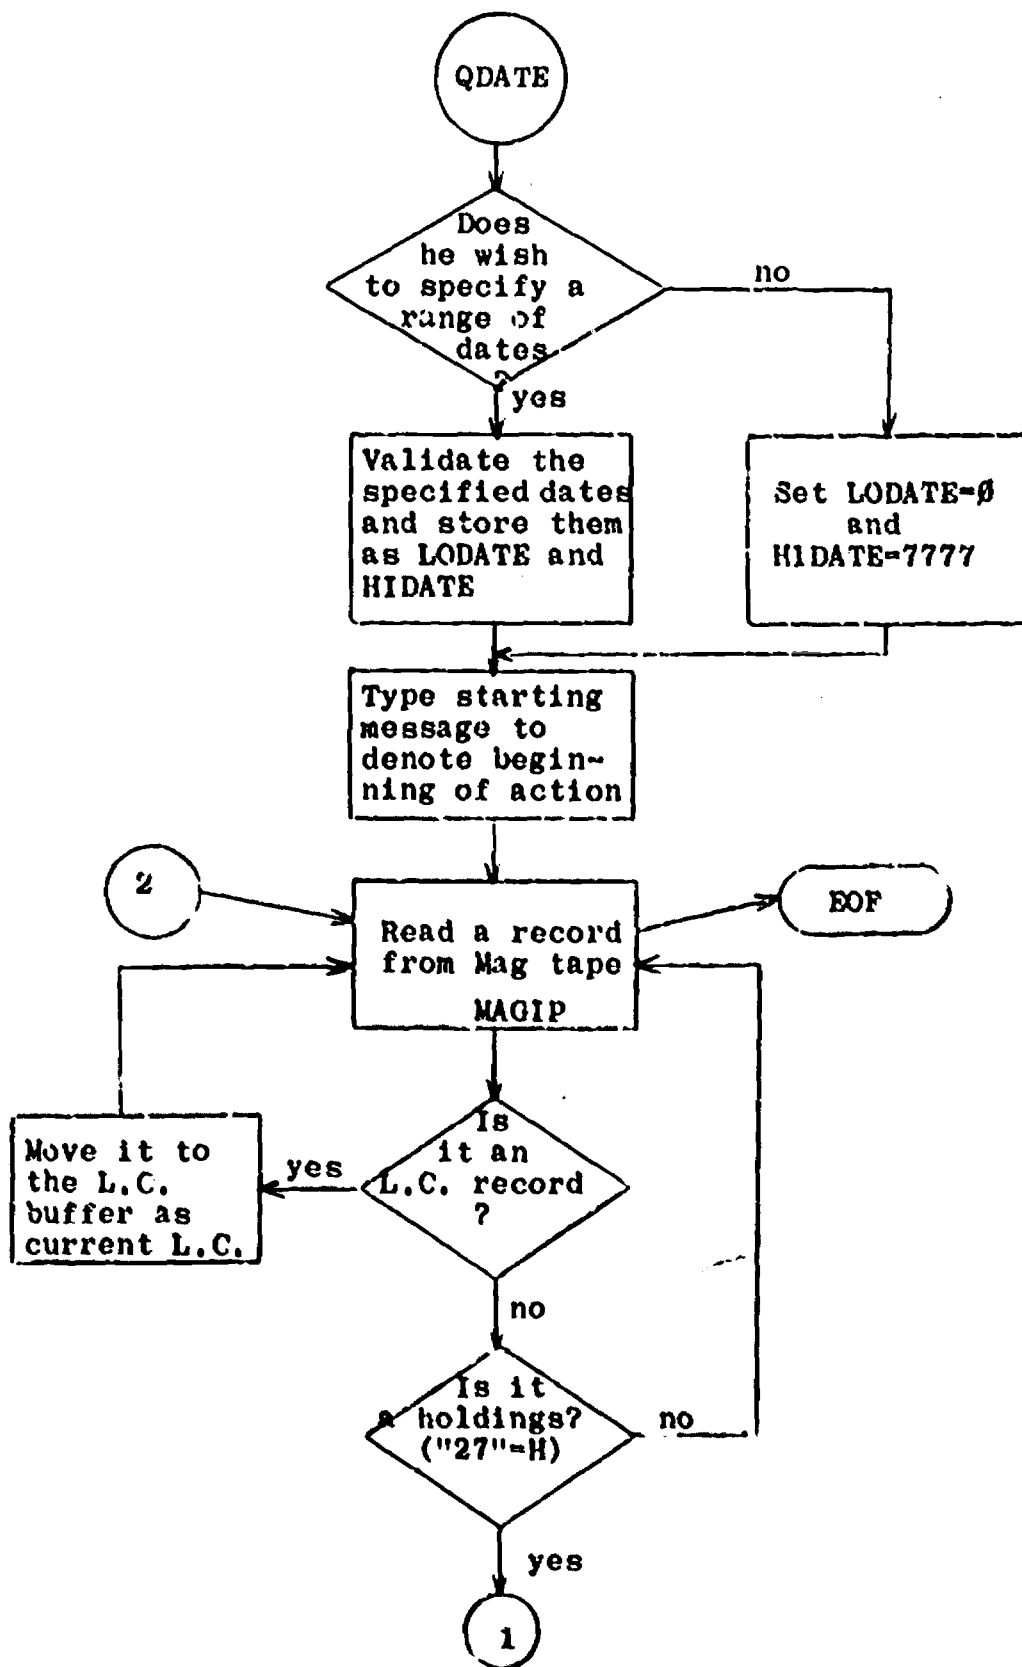 QDATE
Does
he wish
to specify a
range of
dates
?
no
yes
Validate the
specified dates
and store them
as LODATE and
HIDATE
Set LODATE=Ø
and
HIDATE=7777
Type starting
message to
denote begin-
ning of action
2
Read a record
from Mag tape
MAGIP
EOF
Is
it an
L.C. record
?
yes
Move it to
the L.C.
buffer as
current L.C.
no
Is it
a holdings?
("27"=H)
no
yes
1